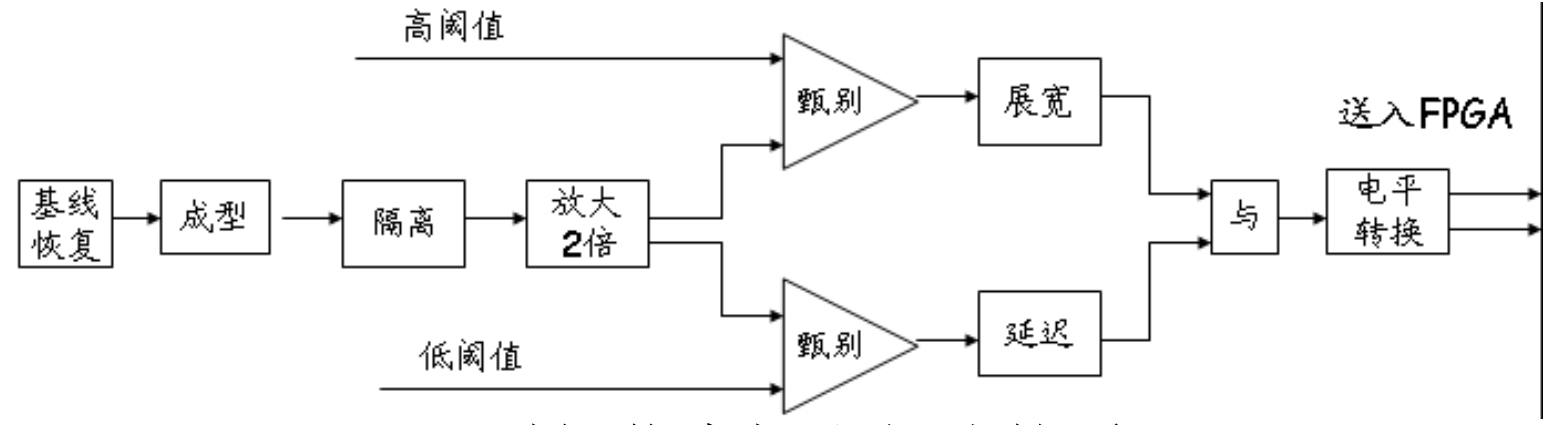 高阈值
甄别
展宽
送入FPGA
基线
恢复
成型
隔离
放大
2倍
与
电平
转换
低阈值
甄别
延迟